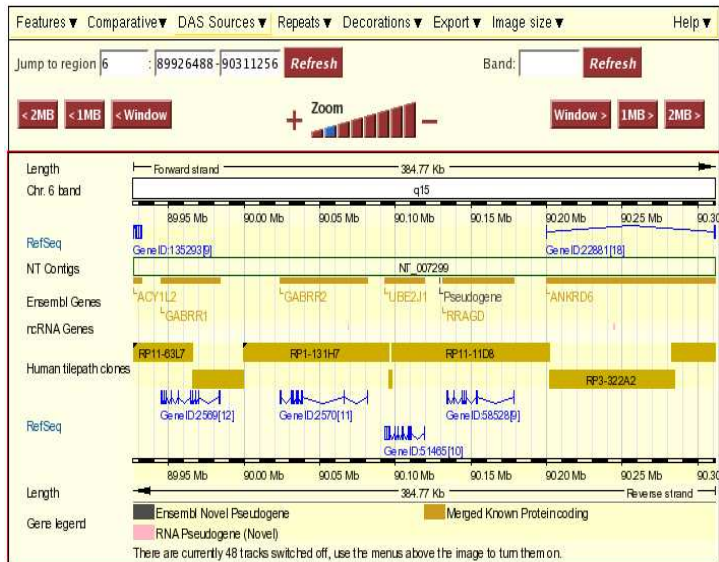 Features ▾ Comparative ▾ DAS Sources ▾ Repeats ▾ Decorations ▾ Export ▾ Image size ▾ Help ▾
Jump to region 6 : 89926488 - 90311256 Refresh Band: Refresh
< 2MB < 1MB < Window + Zoom - Window > 1MB > 2MB >
Length Forward strand 384.77 Kb
Chr. 6 band q15
89.95 Mb 90.00 Mb 90.05 Mb 90.10 Mb 90.15 Mb 90.20 Mb 90.25 Mb 90.30
RefSeq
GeneID:135293[9] GeneID:22881[18]
NT Contigs NT_007299
Ensembl Genes
ACY1L2 GABRR2 UBE2J1 Pseudogene ANKRD6
GABRR1 RRAGD
ncRNA Genes
RP11-63L7 RP1-131H7 RP11-11D8
Human tilepath clones
RP3-322A2
GeneID:2569[12] GeneID:2570[11] GeneID:58528[9]
RefSeq
GeneID:51465[10]
89.95 Mb 90.00 Mb 90.05 Mb 90.10 Mb 90.15 Mb 90.20 Mb 90.25 Mb 90.30
Length 384.77 Kb Reverse strand
Gene legend
Ensembl Novel Pseudogene Merged Known Protein coding
RNA Pseudogene (Novel)
There are currently 48 tracks switched off, use the menus above the image to turn them on.